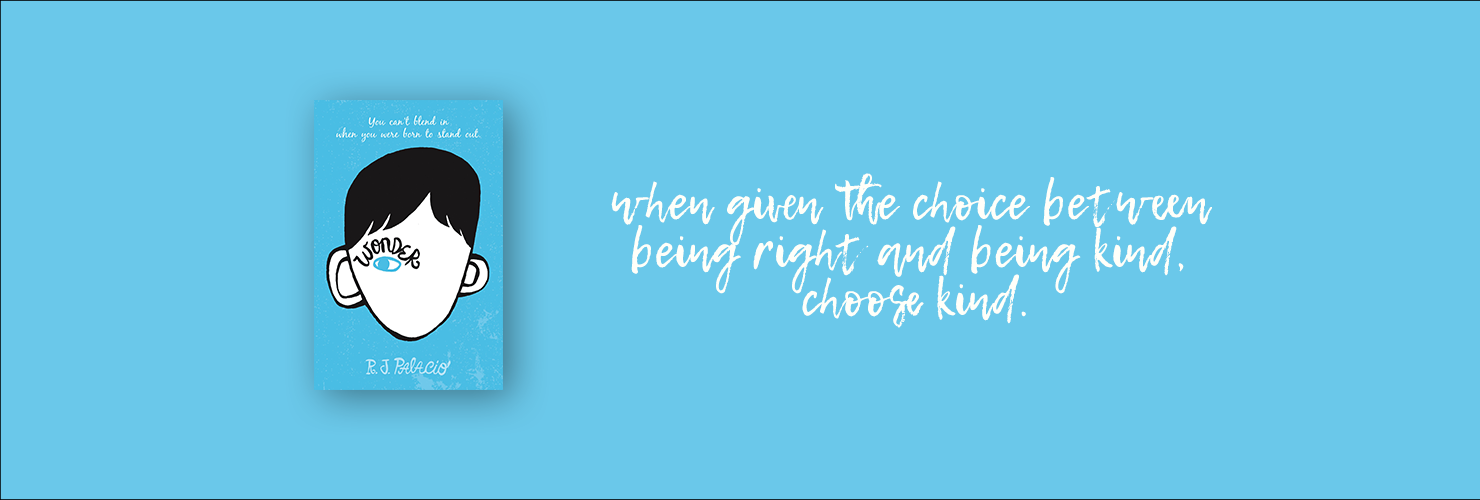 You can't blend in
when you were born to stand out.
WONDER
R. J. PALACIO
when given the choice between
being right and being kind,
choose kind.